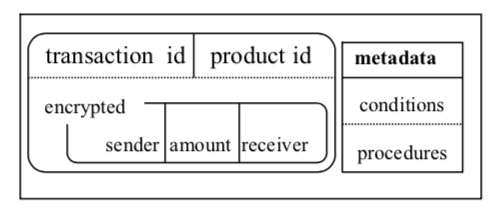 transaction id product id
metadata
encrypted
conditions
sender amount receiver
procedures